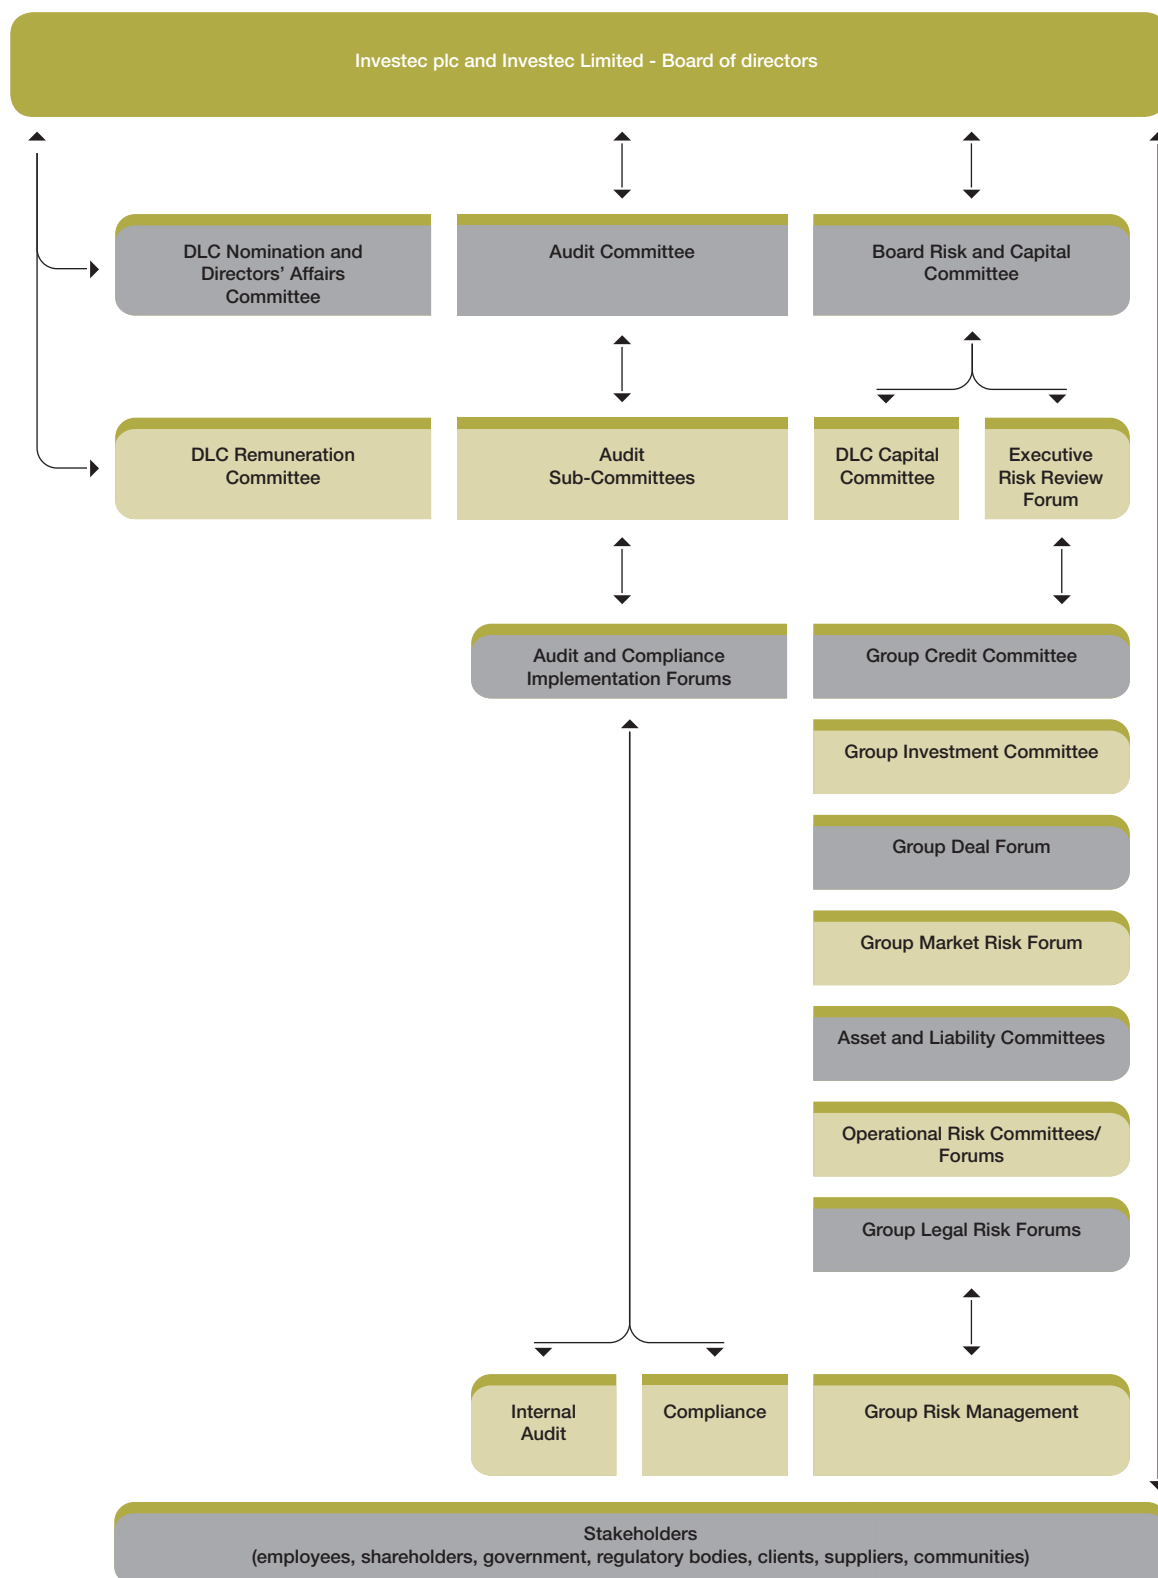 Investec plc and Investec Limited - Board of directors
DLC Nomination and
Directors’ Affairs
Committee
Audit Committee
Board Risk and Capital
Committee
DLC Remuneration
Committee
Audit
Sub-Committees
DLC Capital
Committee
Executive
Risk Review
Forum
Audit and Compliance
Implementation Forums
Group Credit Committee
Group Investment Committee
Group Deal Forum
Group Market Risk Forum
Asset and Liability Committees
Operational Risk Committees/
Forums
Group Legal Risk Forums
Internal
Audit
Compliance
Group Risk Management
Stakeholders
(employees, shareholders, government, regulatory bodies, clients, suppliers, communities)